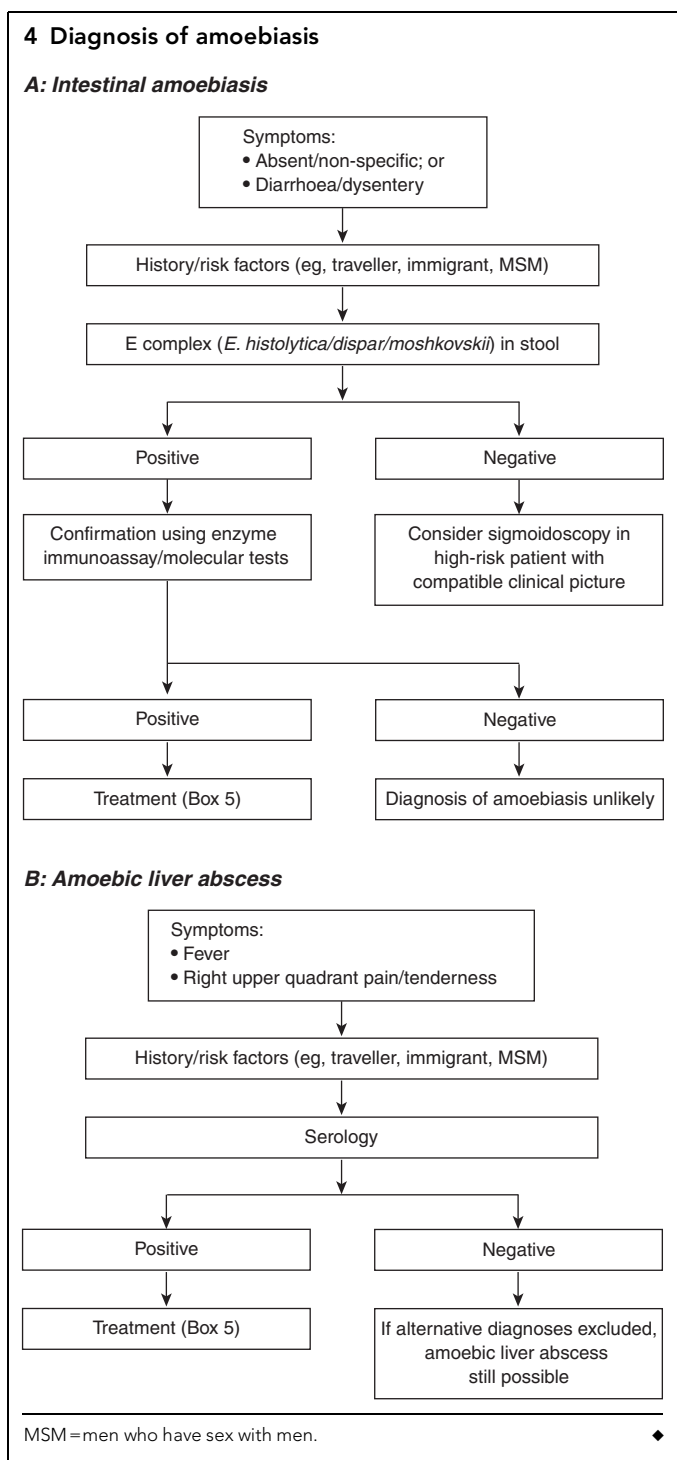 4 Diagnosis of amoebiasis
A: Intestinal amoebiasis
Symptoms:
• Absent/non-specific; or
• Diarrhoea/dysentery
History/risk factors (eg, traveller, immigrant, MSM)
E complex (E. histolytica/dispar/moshkovskii) in stool
Positive
Negative
Confirmation using enzyme
immunoassay/molecular tests
Consider sigmoidoscopy in
high-risk patient with
compatible clinical picture
Positive
Negative
Treatment (Box 5)
Diagnosis of amoebiasis unlikely
B: Amoebic liver abscess
Symptoms:
• Fever
• Right upper quadrant pain/tenderness
History/risk factors (eg, traveller, immigrant, MSM)
Serology
Positive
Negative
Treatment (Box 5)
If alternative diagnoses excluded,
amoebic liver abscess
still possible
MSM=men who have sex with men. ◆